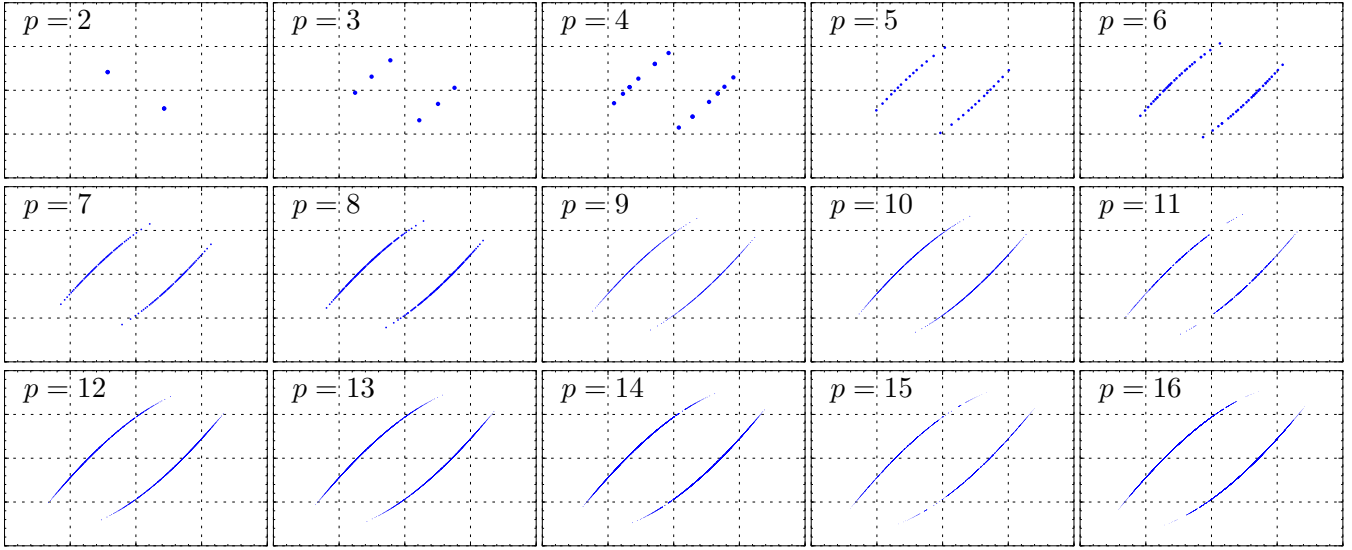 p = 2
p = 3
p = 4
p = 5
p = 6
p = 7
p = 8
p = 9
p = 10
p = 11
p = 12
p = 13
p = 14
p = 15
p = 16